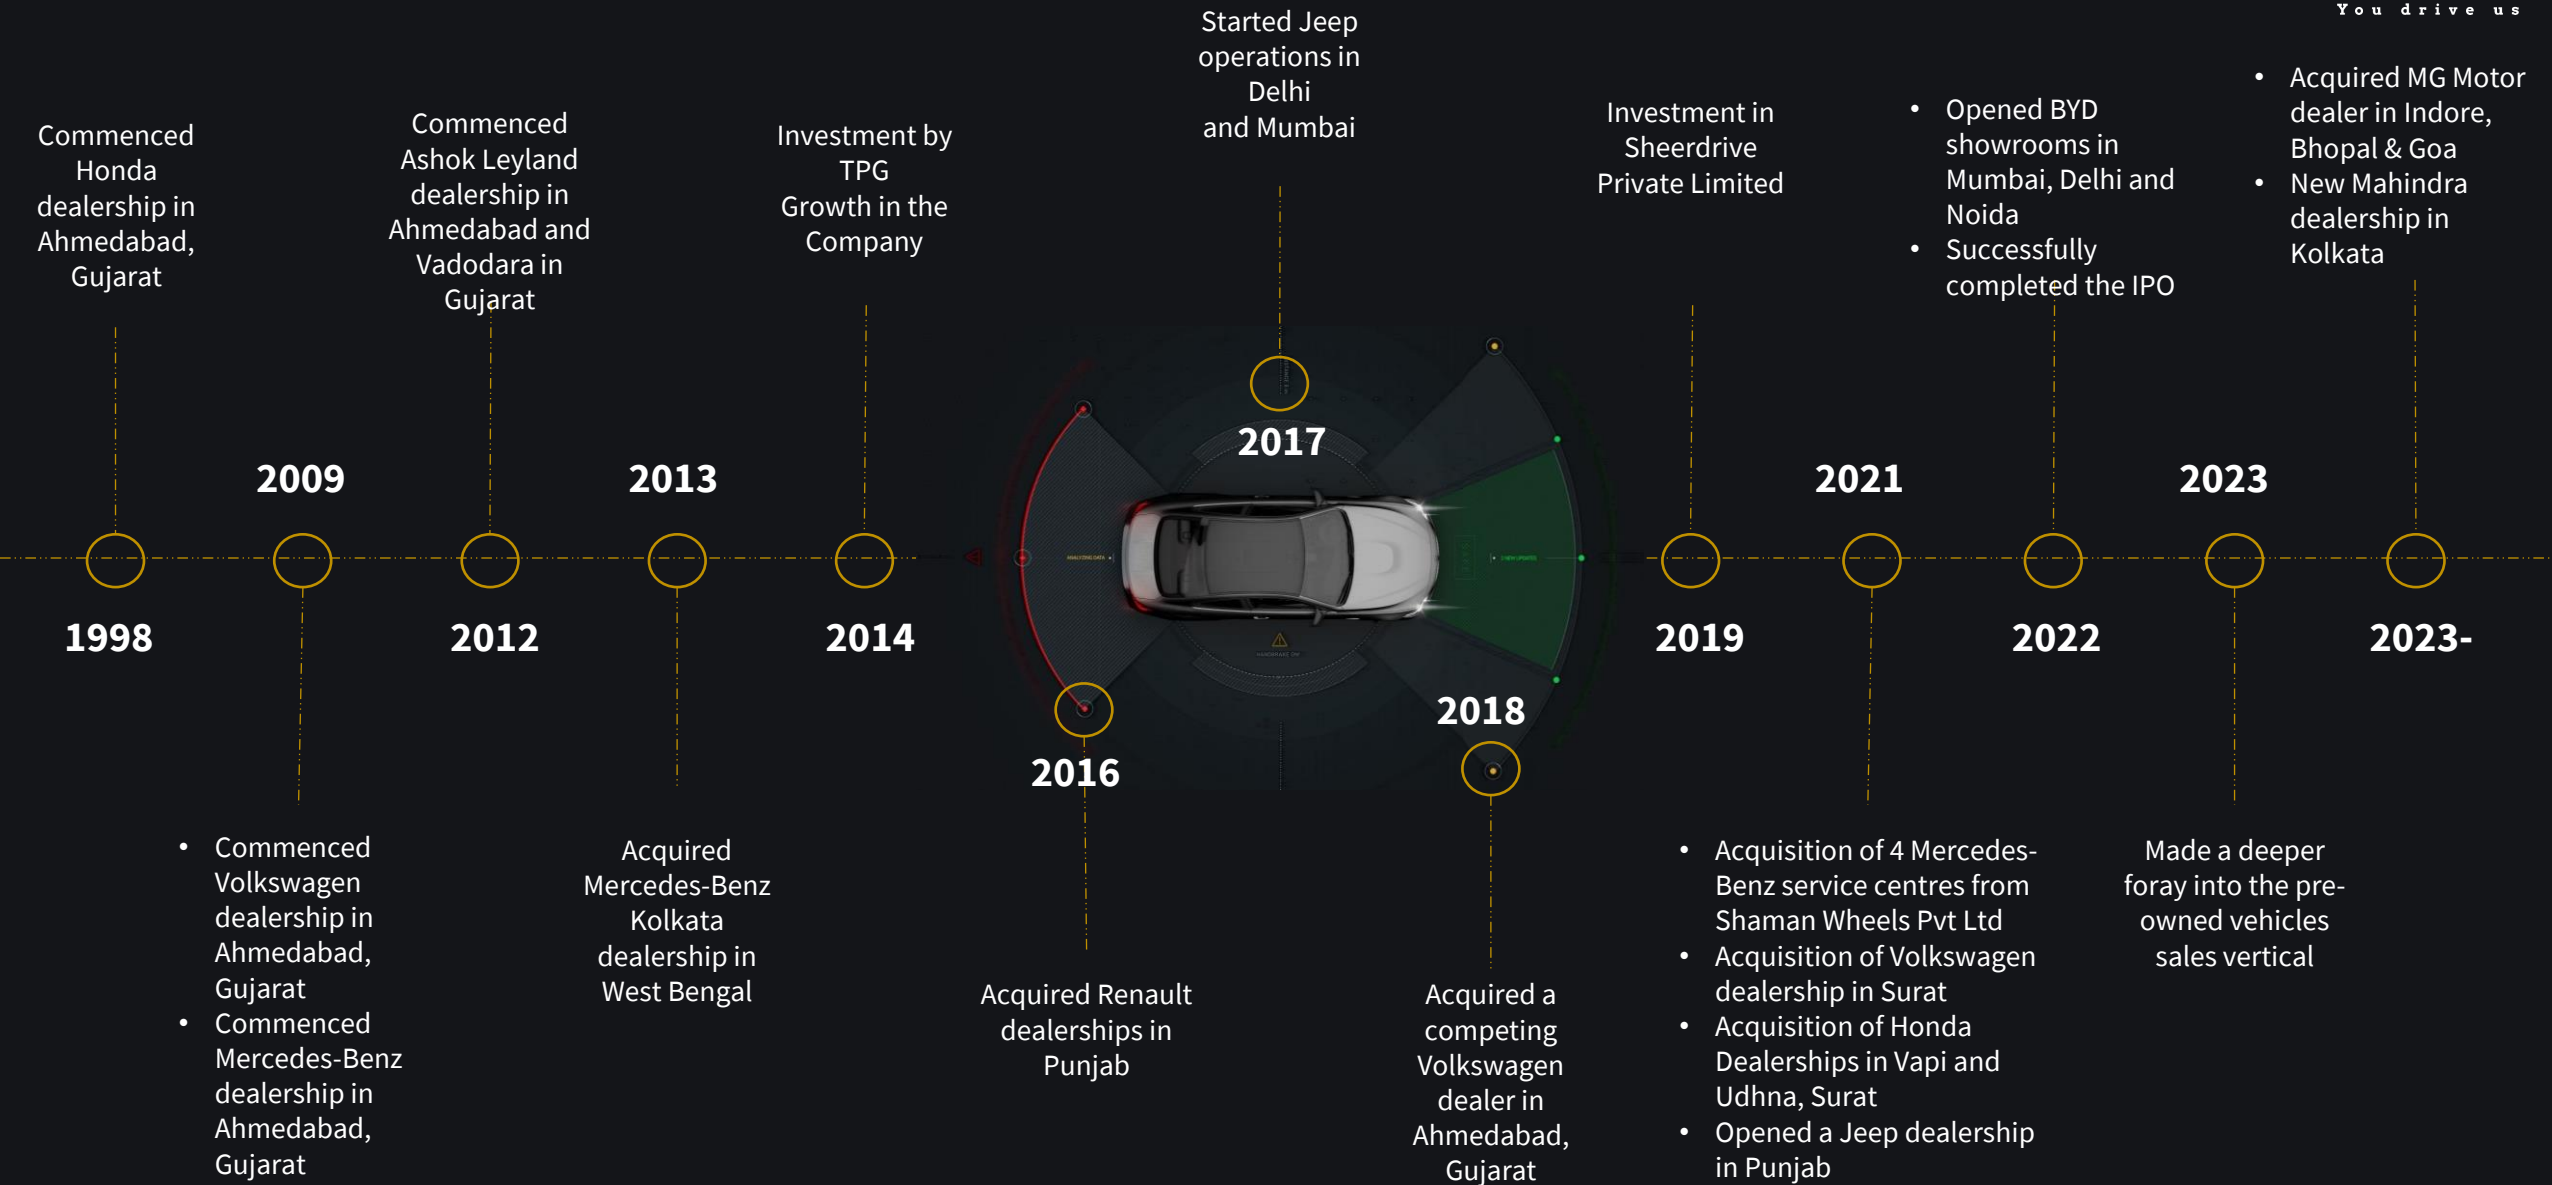 You drive us
Started Jeep
operations in
Delhi
and Mumbai
Commenced
Honda
dealership in
Ahmedabad,
Gujarat
Commenced
Ashok Leyland
dealership in
Ahmedabad and
Vadodara in
Gujarat
Investment by
TPG
Growth in the
Company
Investment in
Sheerdrive
Private Limited
• Opened BYD
showrooms in
Mumbai, Delhi and
Noida
• Successfully
completed the IPO
• Acquired MG Motor
dealer in Indore,
Bhopal & Goa
• New Mahindra
dealership in
Kolkata
2017
2009
2013
2021
2023
1998
2012
2014
2019
2022
2023-
2016
2018
ANALYZING DATA
HANDBRAKE ON
• Commenced
Volkswagen
dealership in
Ahmedabad,
Gujarat
• Commenced
Mercedes-Benz
dealership in
Ahmedabad,
Gujarat
Acquired
Mercedes-Benz
Kolkata
dealership in
West Bengal
Acquired Renault
dealerships in
Punjab
Acquired a
competing
Volkswagen
dealer in
Ahmedabad,
Gujarat
• Acquisition of 4 Mercedes-
Benz service centres from
Shaman Wheels Pvt Ltd
• Acquisition of Volkswagen
dealership in Surat
• Acquisition of Honda
Dealerships in Vapi and
Udhna, Surat
• Opened a Jeep dealership
in Punjab
Made a deeper
foray into the pre-
owned vehicles
sales vertical